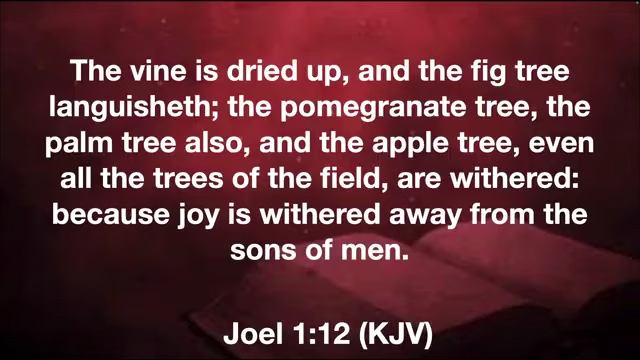 The vine is dried up, and the fig tree
languisheth; the pomegranate tree, the
palm tree also, and the apple tree, even
all the trees of the field, are withered:
because joy is withered away from the
sons of men.
Joel 1:12 (KJV)